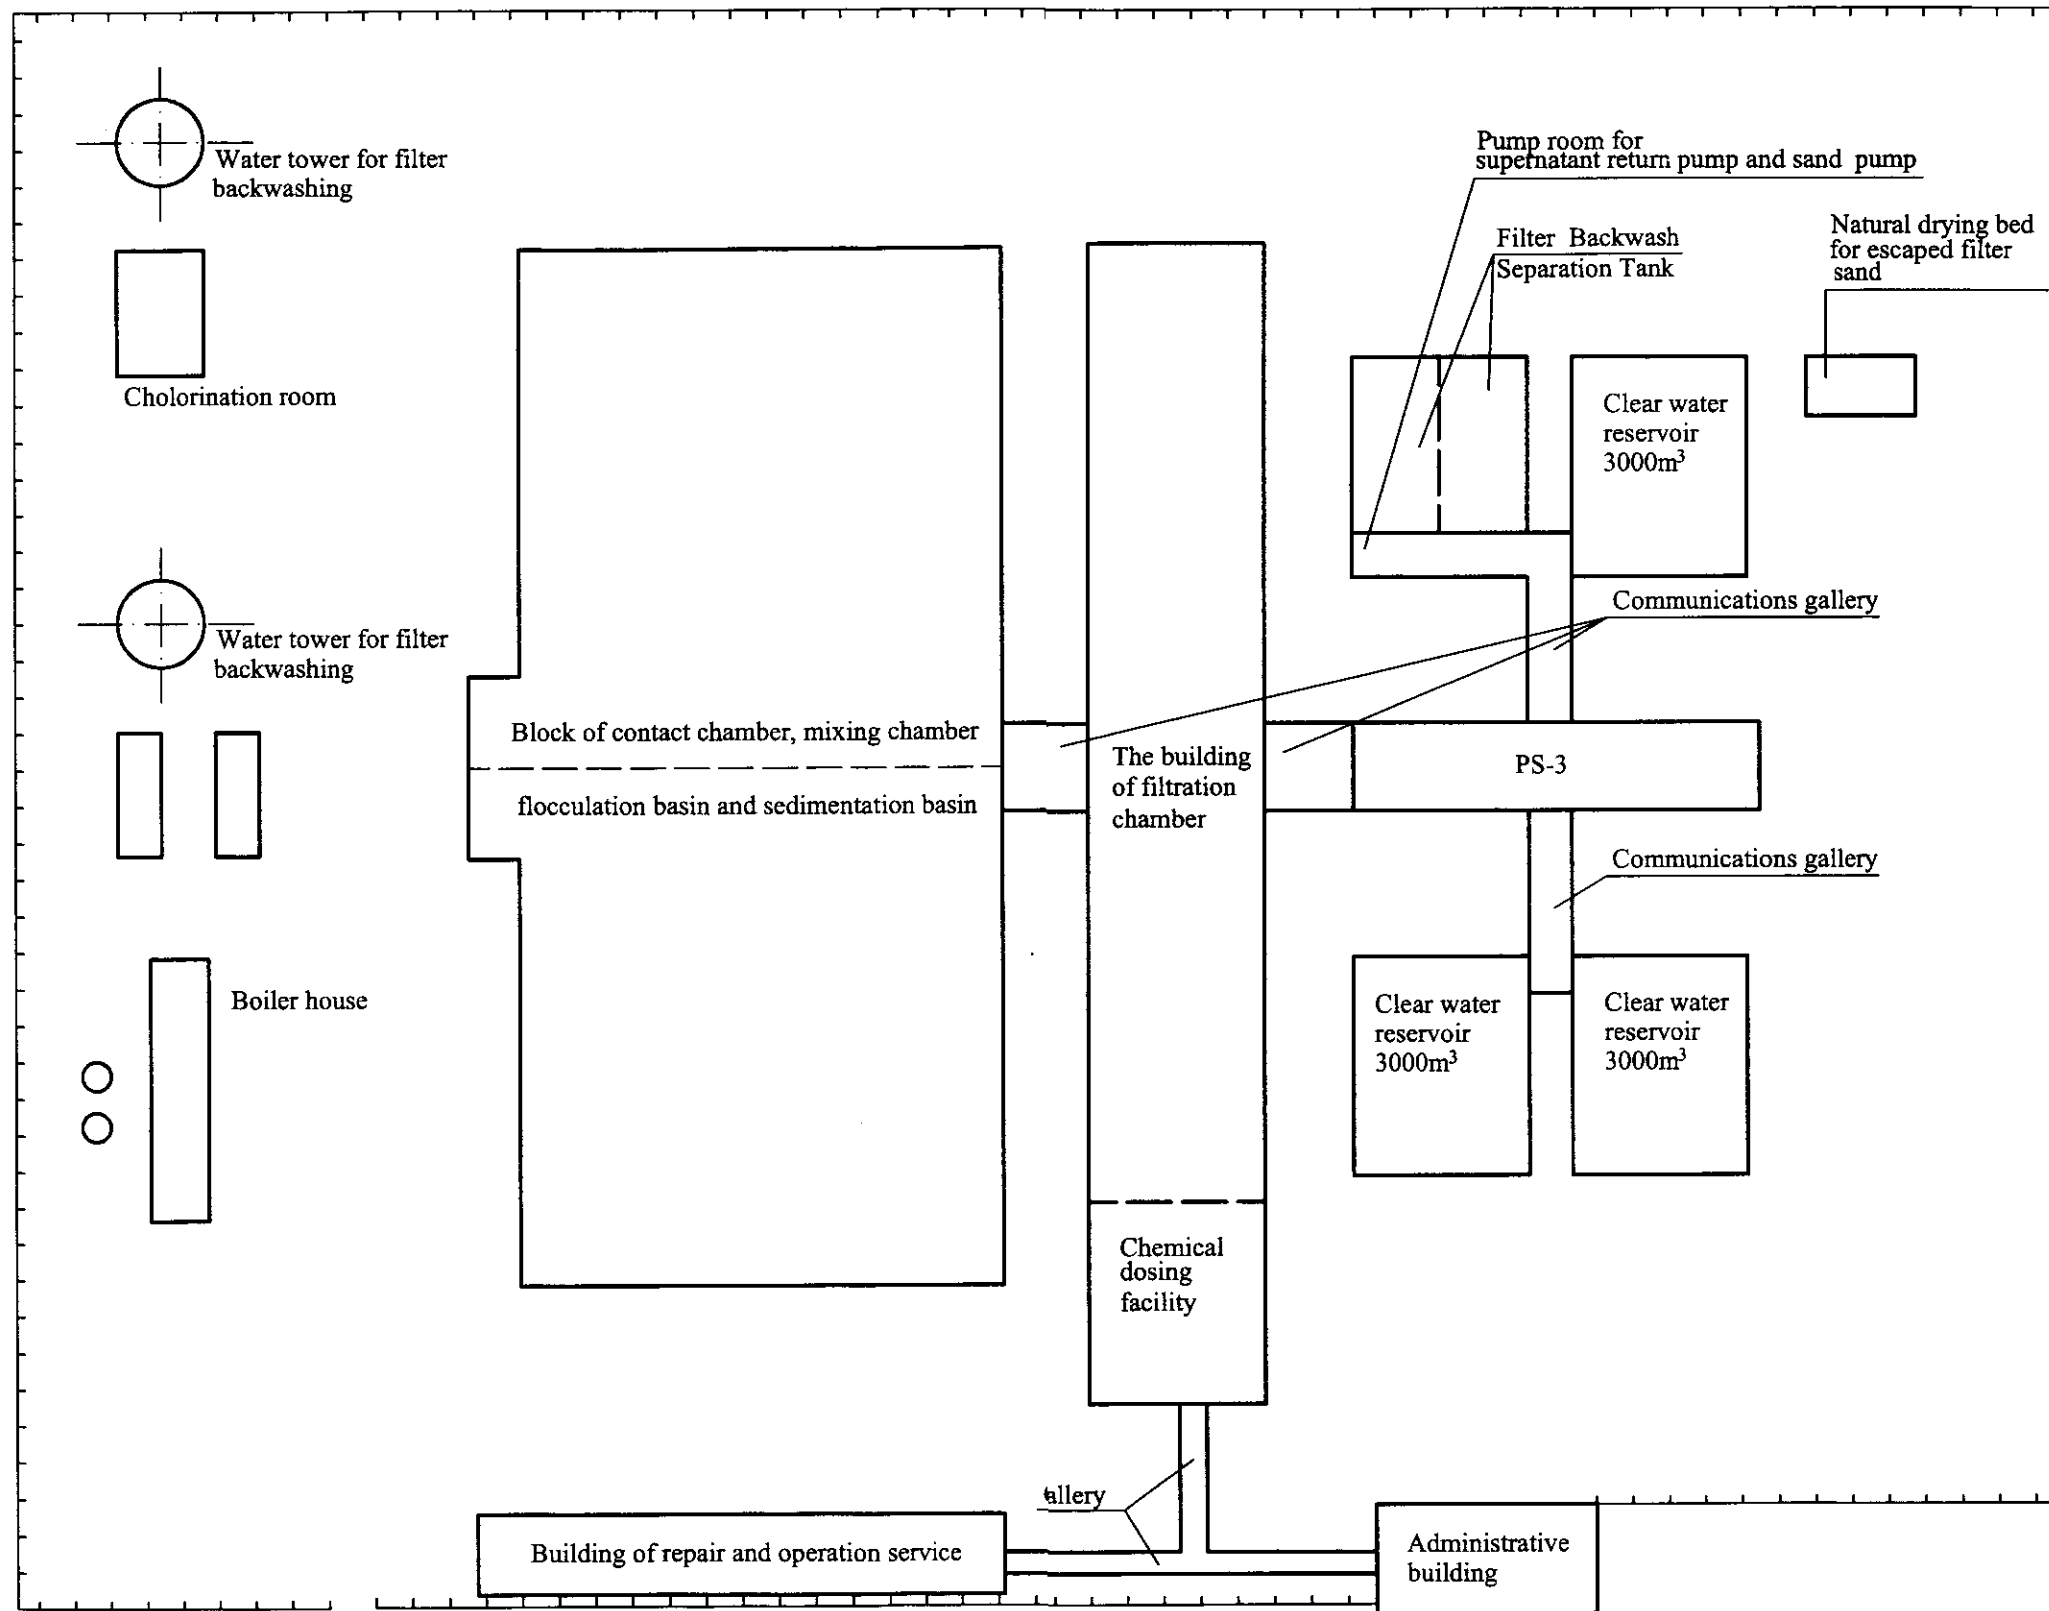 Pump room for
supernatant return pump and sand pump
Water tower for filter
backwashing
Natural drying bed
for escaped filter
sand
Filter Backwash
Separation Tank
Cholorination room
Clear water
reservoir
3000m³
Communications gallery
Water tower for filter
backwashing
Block of contact chamber, mixing chamber
flocculation basin and sedimentation basin
The building
of filtration
chamber
PS-3
Communications gallery
Boiler house
Clear water
reservoir
3000m³
Clear water
reservoir
3000m³
Chemical
dosing
facility
allery
Building of repair and operation service
Administrative
building